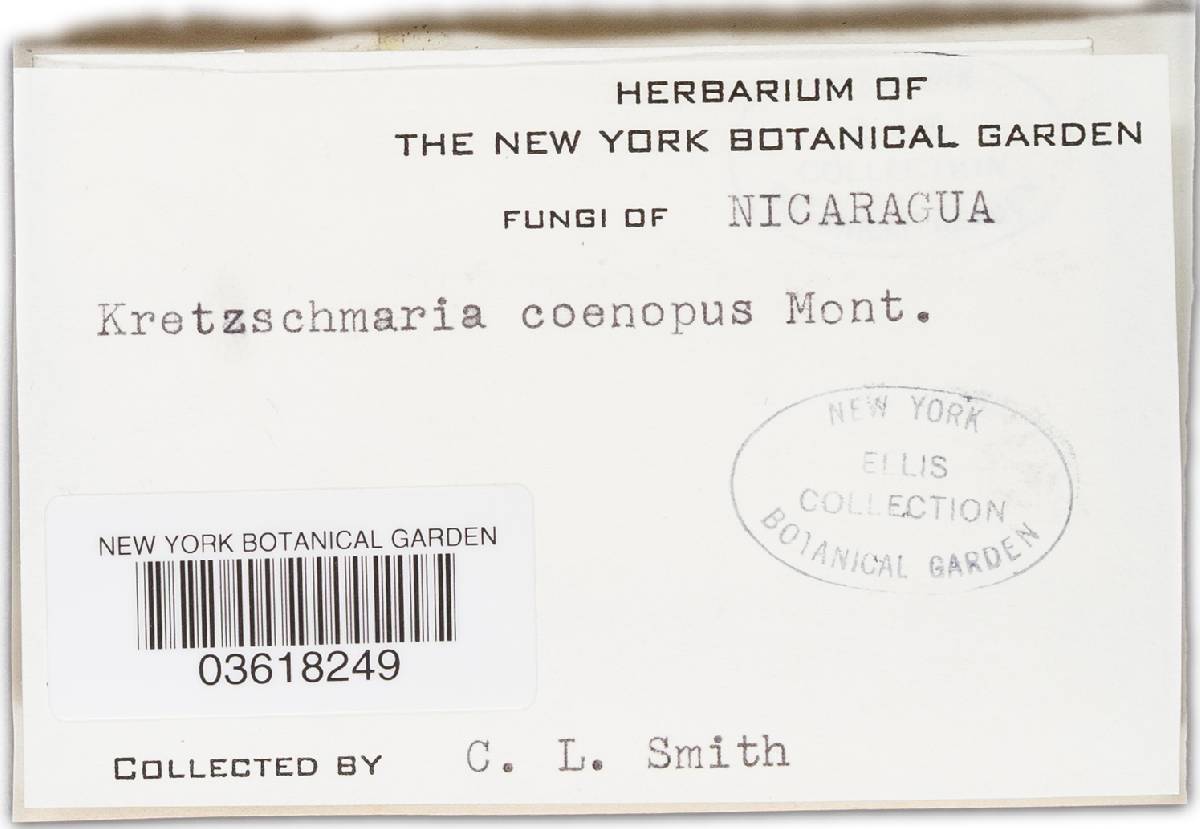 HERBARIUM OF
THE NEW YORK BOTANICAL GARDEN
FUNGI OF NICARAGUA
Kretzschmaria coenopus Mont.
NEW YORK
ELLIS
COLLECTION
BOTANICAL GARDEN
NEW YORK BOTANICAL GARDEN
03618249
COLLECTED BY C. L. Smith